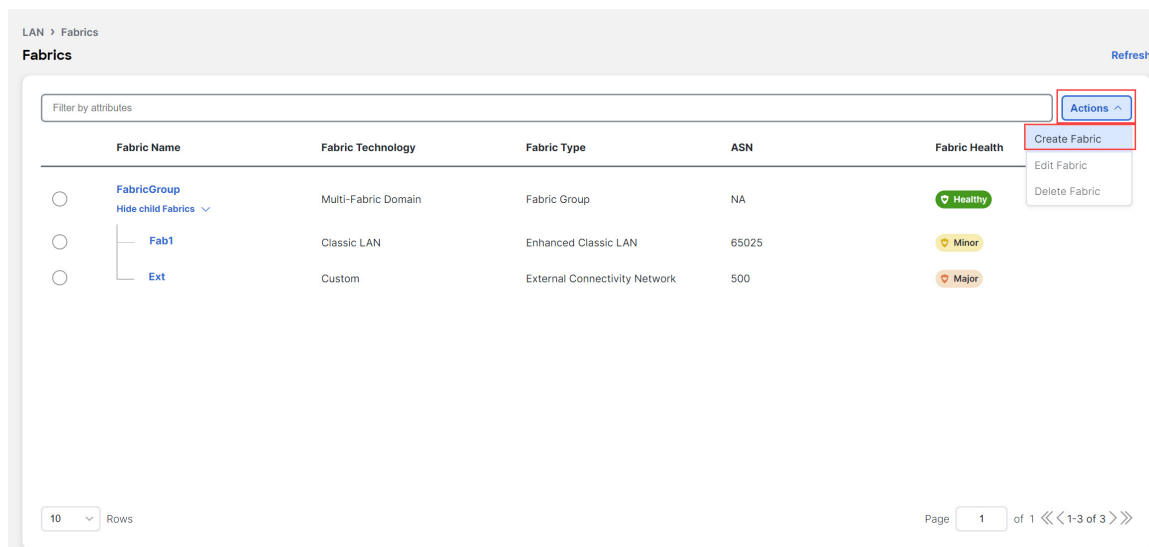 LAN > Fabrics
Fabrics
Refresh
Filter by attributes
Actions
Create Fabric
Edit Fabric
Delete Fabric
Fabric Name Fabric Technology Fabric Type ASN Fabric Health
FabricGroup
Hide child Fabrics
Multi-Fabric Domain Fabric Group NA Healthy
Fab1 Classic LAN Enhanced Classic LAN 65025 Minor
Ext Custom External Connectivity Network 500 Major
10 Rows Page 1 of 1 1-3 of 3